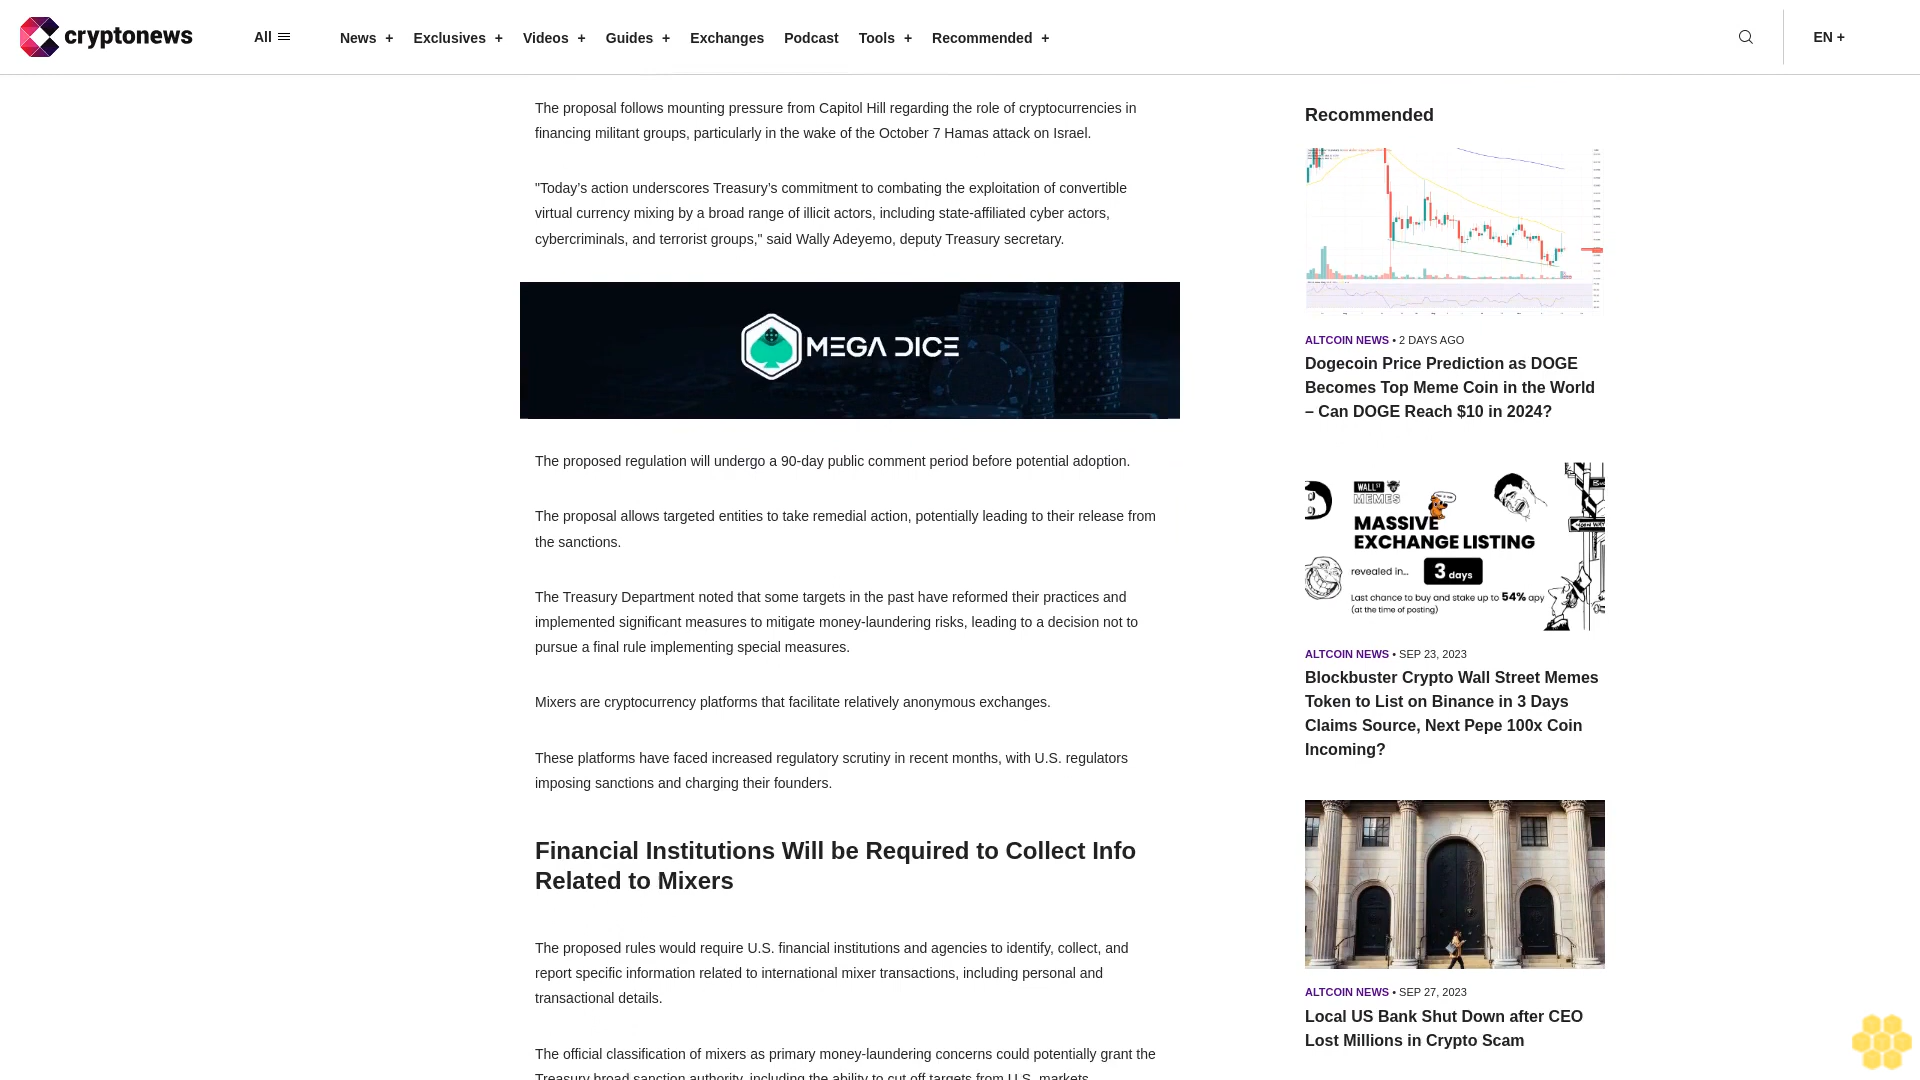 cryptonews
All
News +
Exclusives +
Videos +
Guides +
Exchanges
Podcast
Tools +
Recommended +
EN +
The proposal follows mounting pressure from Capitol Hill regarding the role of cryptocurrencies in
financing militant groups, particularly in the wake of the October 7 Hamas attack on Israel.
"Today’s action underscores Treasury’s commitment to combating the exploitation of convertible
virtual currency mixing by a broad range of illicit actors, including state-affiliated cyber actors,
cybercriminals, and terrorist groups," said Wally Adeyemo, deputy Treasury secretary.
MEGA DICE
The proposed regulation will undergo a 90-day public comment period before potential adoption.
The proposal allows targeted entities to take remedial action, potentially leading to their release from
the sanctions.
The Treasury Department noted that some targets in the past have reformed their practices and
implemented significant measures to mitigate money-laundering risks, leading to a decision not to
pursue a final rule implementing special measures.
Mixers are cryptocurrency platforms that facilitate relatively anonymous exchanges.
These platforms have faced increased regulatory scrutiny in recent months, with U.S. regulators
imposing sanctions and charging their founders.
Financial Institutions Will be Required to Collect Info
Related to Mixers
The proposed rules would require U.S. financial institutions and agencies to identify, collect, and
report specific information related to international mixer transactions, including personal and
transactional details.
The official classification of mixers as primary money-laundering concerns could potentially grant the
Treasury broad sanction authority, including the ability to cut off targets from U.S. markets.
Recommended
ALTCOIN NEWS • 2 DAYS AGO
Dogecoin Price Prediction as DOGE
Becomes Top Meme Coin in the World
– Can DOGE Reach $10 in 2024?
WALL ST
MEMES
MASSIVE
EXCHANGE LISTING
revealed in... 3 days
Last chance to buy and stake up to 54% apy
(at the time of posting)
ALTCOIN NEWS • SEP 23, 2023
Blockbuster Crypto Wall Street Memes
Token to List on Binance in 3 Days
Claims Source, Next Pepe 100x Coin
Incoming?
ALTCOIN NEWS • SEP 27, 2023
Local US Bank Shut Down after CEO
Lost Millions in Crypto Scam